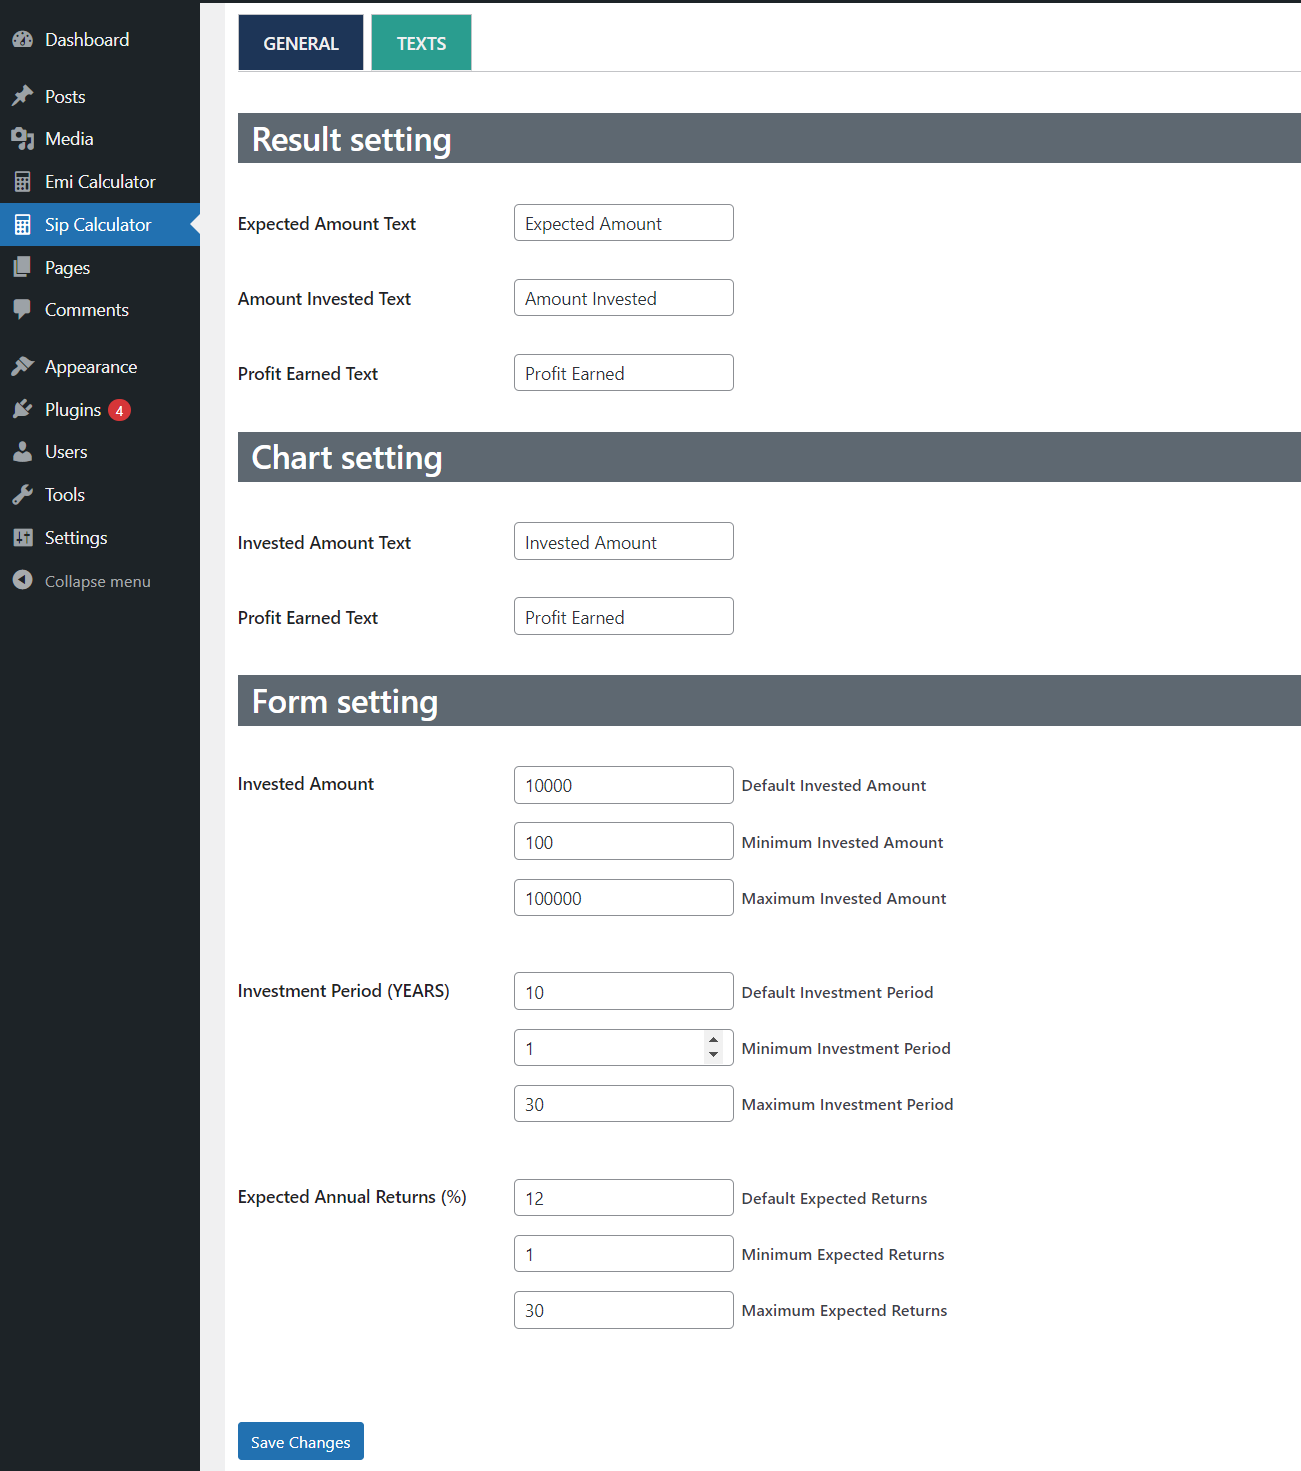 Dashboard
Posts
Media
Emi Calculator
Sip Calculator
Pages
Comments
Appearance
Plugins 4
Users
Tools
Settings
Collapse menu
GENERAL TEXTS
Result setting
Expected Amount Text Expected Amount
Amount Invested Text Amount Invested
Profit Earned Text Profit Earned
Chart setting
Invested Amount Text Invested Amount
Profit Earned Text Profit Earned
Form setting
Invested Amount 10000 Default Invested Amount
100 Minimum Invested Amount
100000 Maximum Invested Amount
Investment Period (YEARS) 10 Default Investment Period
1 Minimum Investment Period
30 Maximum Investment Period
Expected Annual Returns (%) 12 Default Expected Returns
1 Minimum Expected Returns
30 Maximum Expected Returns
Save Changes